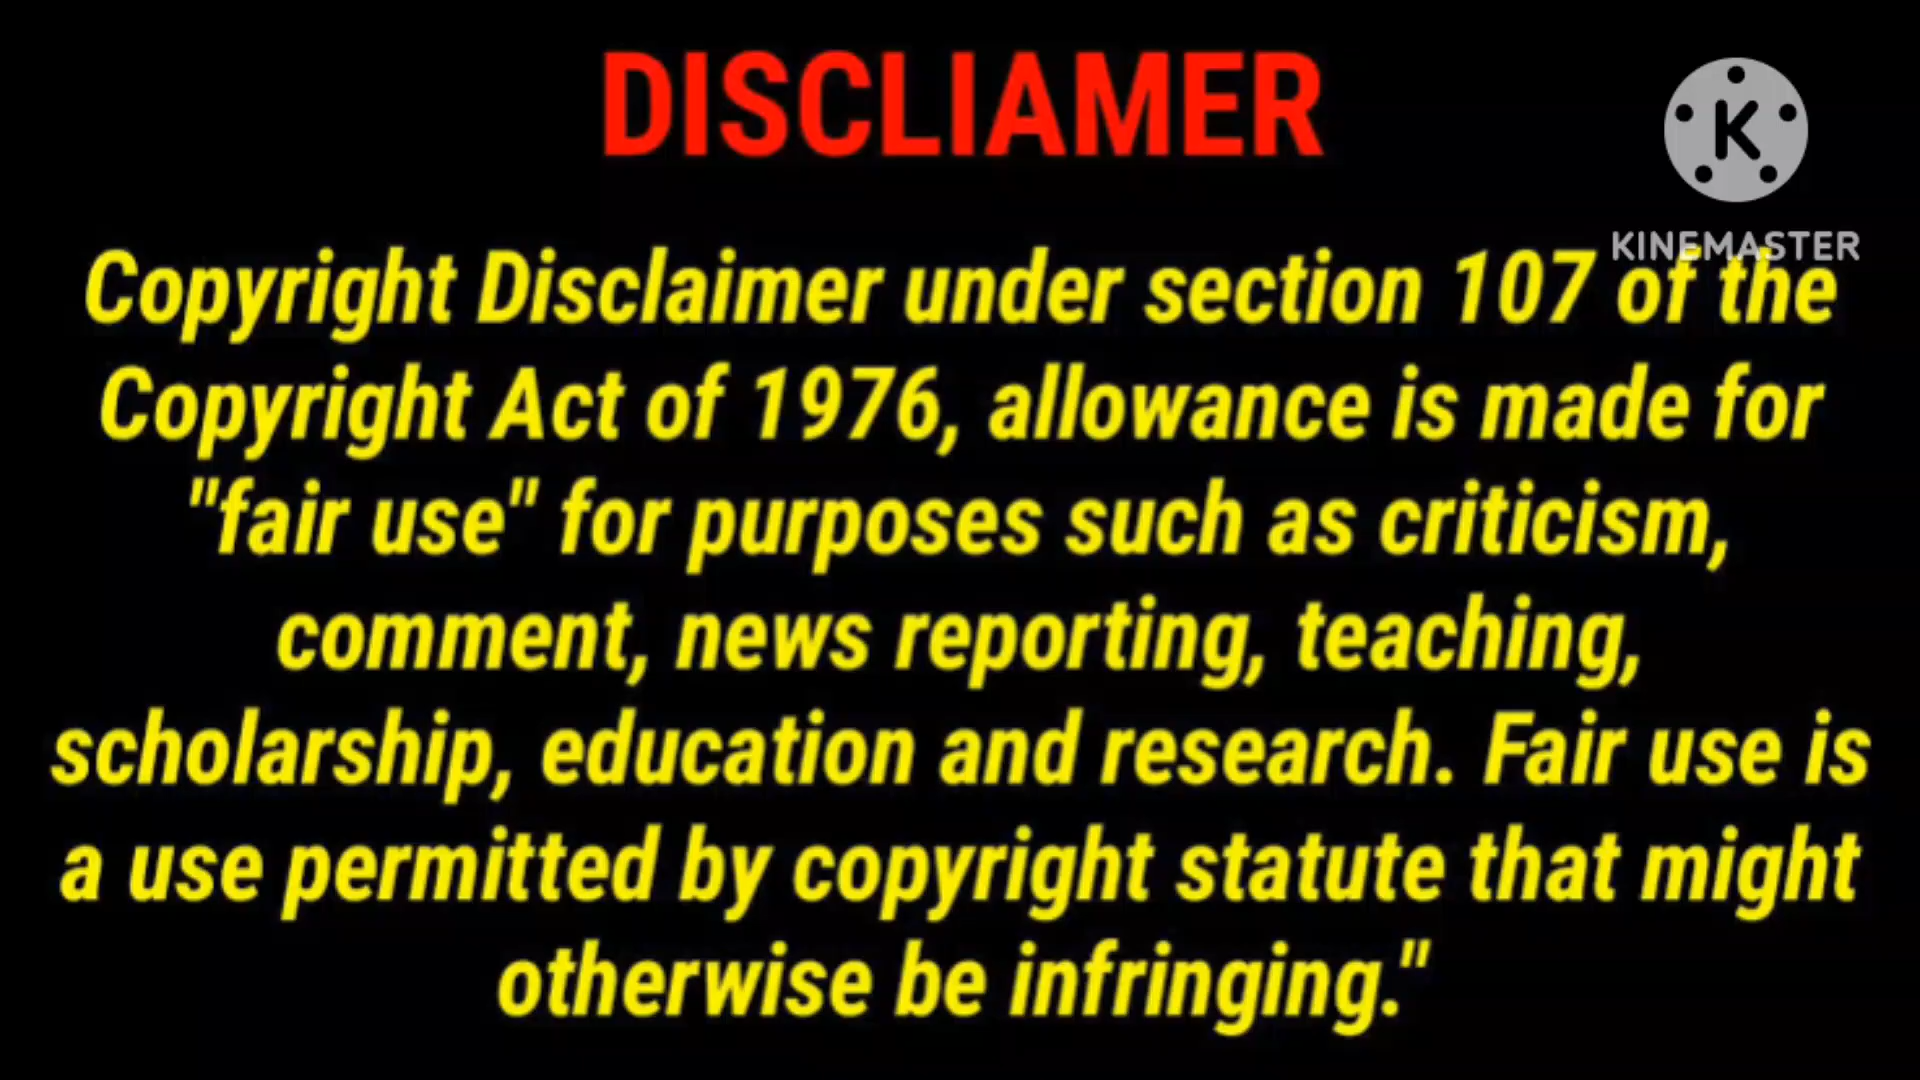 DISCLIAMER
K
KINEMASTER
Copyright Disclaimer under section 107 of the
Copyright Act of 1976, allowance is made for
"fair use" for purposes such as criticism,
comment, news reporting, teaching,
scholarship, education and research. Fair use is
a use permitted by copyright statute that might
otherwise be infringing."